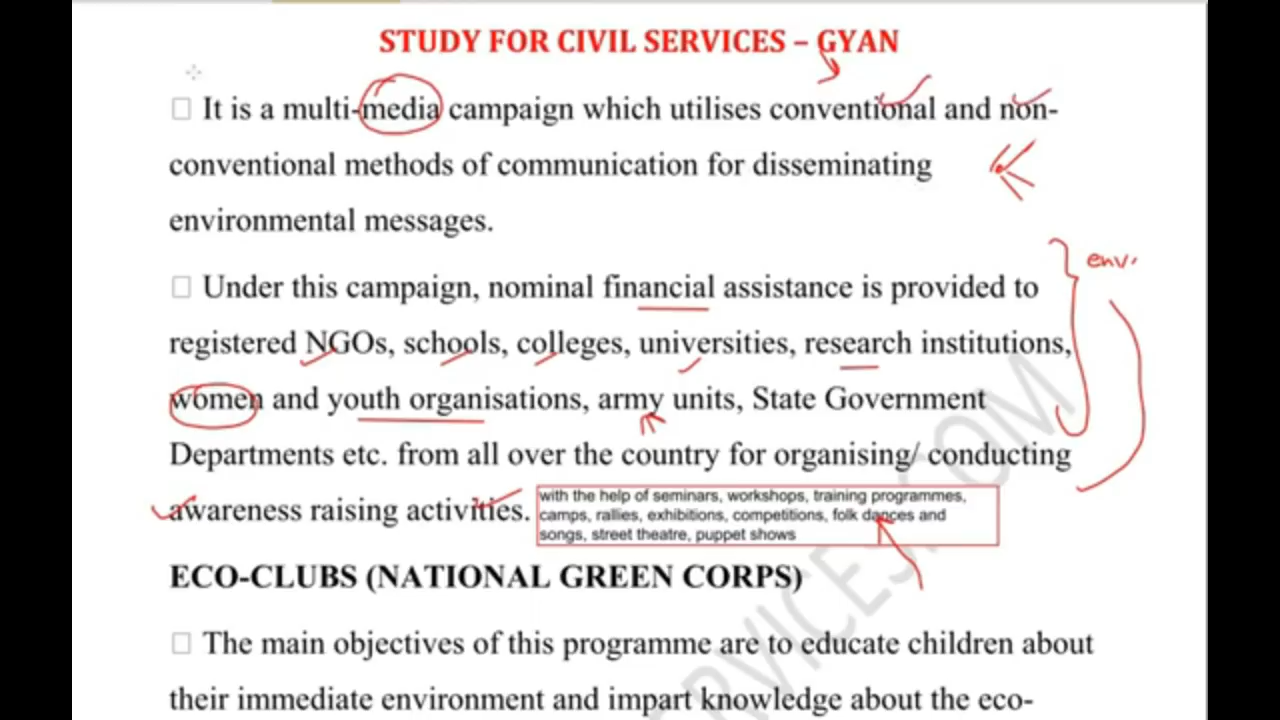 STUDY FOR CIVIL SERVICES – GYAN
It is a multi-media campaign which utilises conventional and non-
conventional methods of communication for disseminating
environmental messages.
Under this campaign, nominal financial assistance is provided to
env.
registered NGOs, schools, colleges, universities, research institutions,
women and youth organisations, army units, State Government
Departments etc. from all over the country for organising/ conducting
awareness raising activities.
with the help of seminars, workshops, training programmes,
camps, rallies, exhibitions, competitions, folk dances and
songs, street theatre, puppet shows
ECO-CLUBS (NATIONAL GREEN CORPS)
The main objectives of this programme are to educate children about
their immediate environment and impart knowledge about the eco-
SERVICES.COM